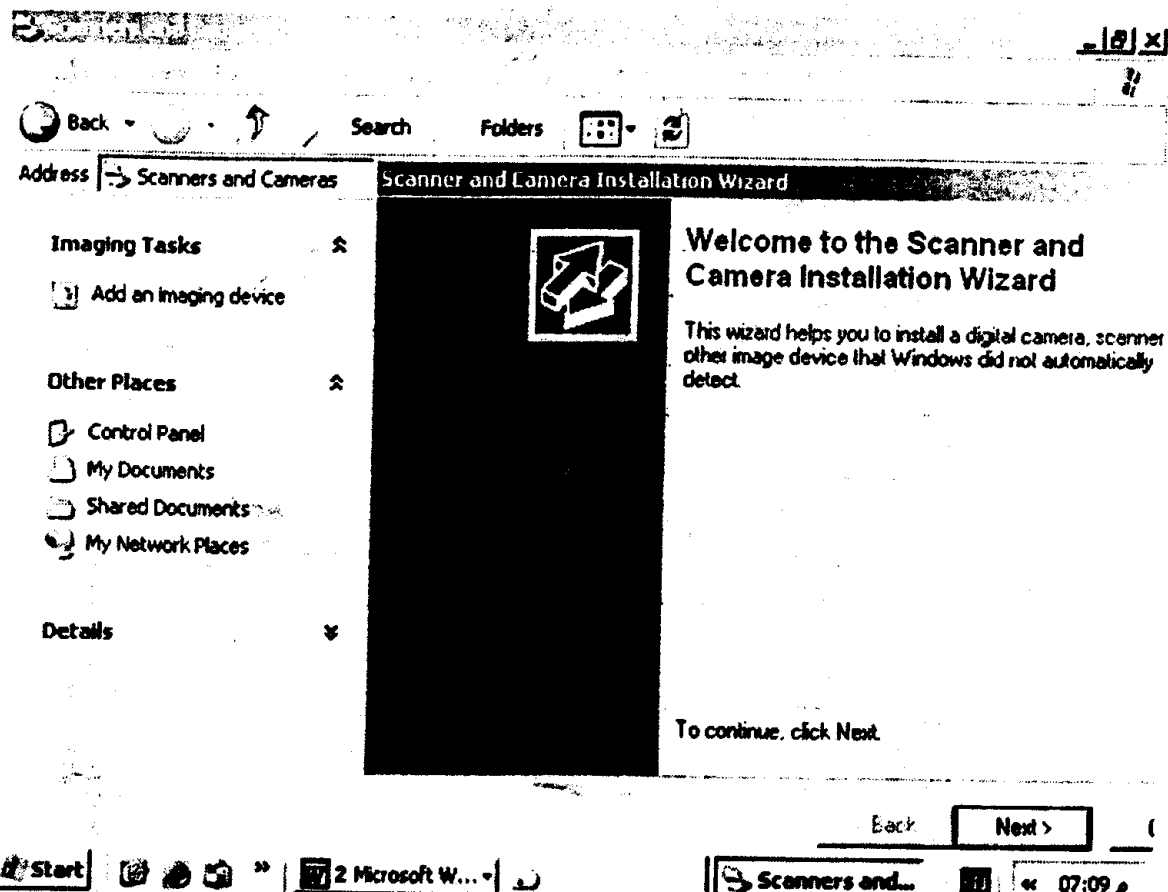 Back
Search
Folders
Address
Scanners and Cameras
Scanner and Camera Installation Wizard
Imaging Tasks
Add an imaging device
Other Places
Control Panel
My Documents
Shared Documents
My Network Places
Details
Welcome to the Scanner and
Camera Installation Wizard
This wizard helps you to install a digital camera, scanner
other image device that Windows did not automatically
detect.
To continue, click Next.
Back
Next >
Start
2 Microsoft W...
Scanners and...
07:09 م